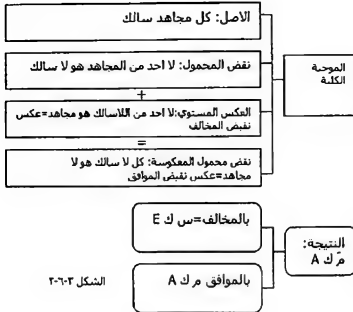 الاصل: كل مجاهد سالك
الموجبة
الكلية
نقض المحمول: لا احد من المجاهد هو لا سالك
+
العكس المستوي:لا احد من اللاسالك هو مجاهد=عكس
نقيض المخالف
=
نقض محمول المعكوسة: كل لا سالك هو لا
مجاهد=عكس نقيض الموافق
بالمخالف=س ك E
النتيجة:
م ك A
بالموافق م ك A
الشكل ٣-٦-٢